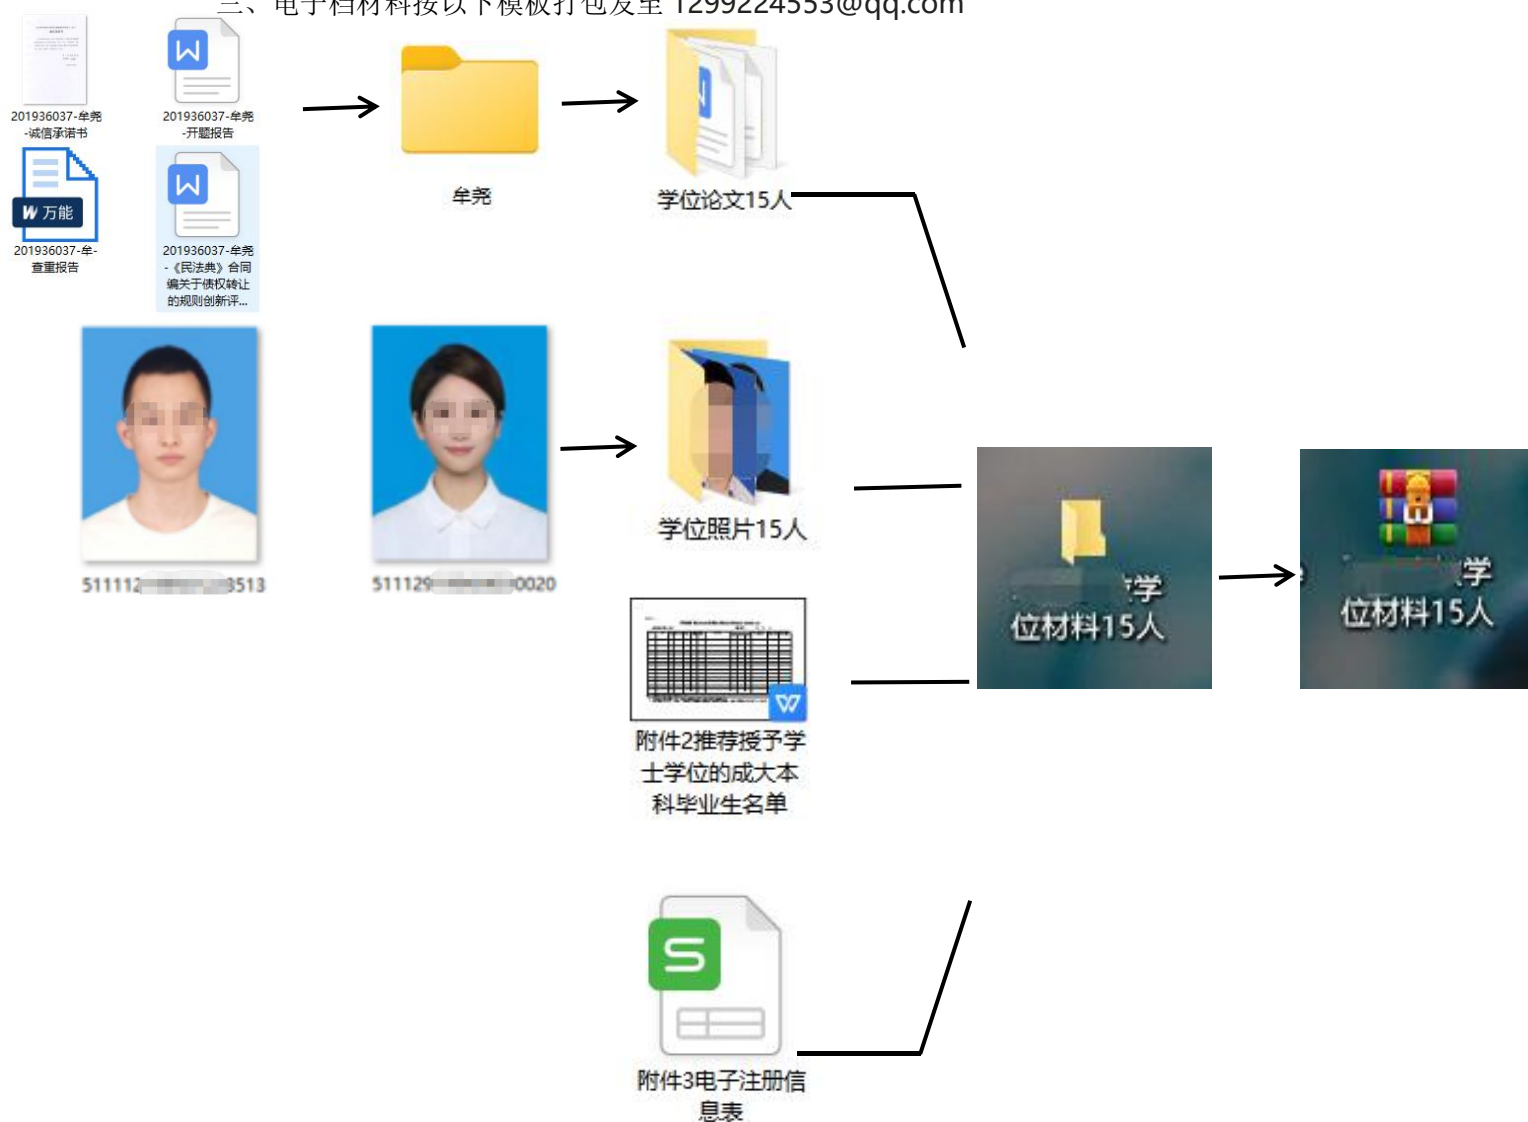 三、电子档材料按以下模板打包发至 1299224553@qq.com
201936037-牟尧
-诚信承诺书
201936037-牟尧
-开题报告
W 万能
201936037-牟-
查重报告
201936037-牟尧
-《民法典》合同
编关于债权转让
的规则创新评...
牟尧
学位论文15人
511112
3513
511129
0020
学位照片15人
附件2推荐授予学
士学位的成大本
科毕业生名单
学
位材料15人
学
位材料15人
附件3电子注册信
息表